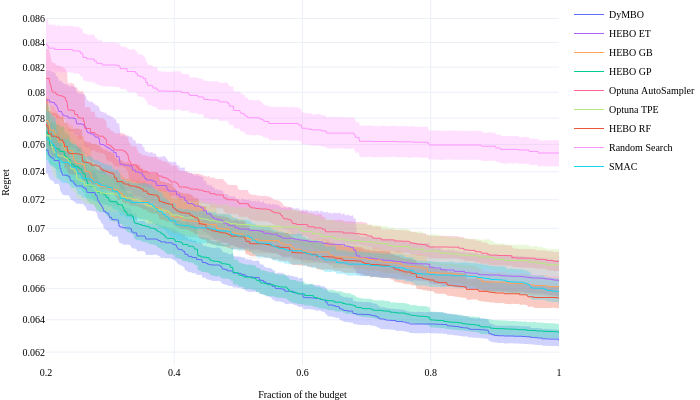 0.086
0.084
0.082
0.08
0.078
0.076
0.074
0.072
0.07
0.068
0.066
0.064
0.062
Regret
0.2
0.4
0.6
0.8
1
Fraction of the budget
DyMBO
HEBO ET
HEBO GB
HEBO GP
Optuna AutoSampler
Optuna TPE
HEBO RF
Random Search
SMAC